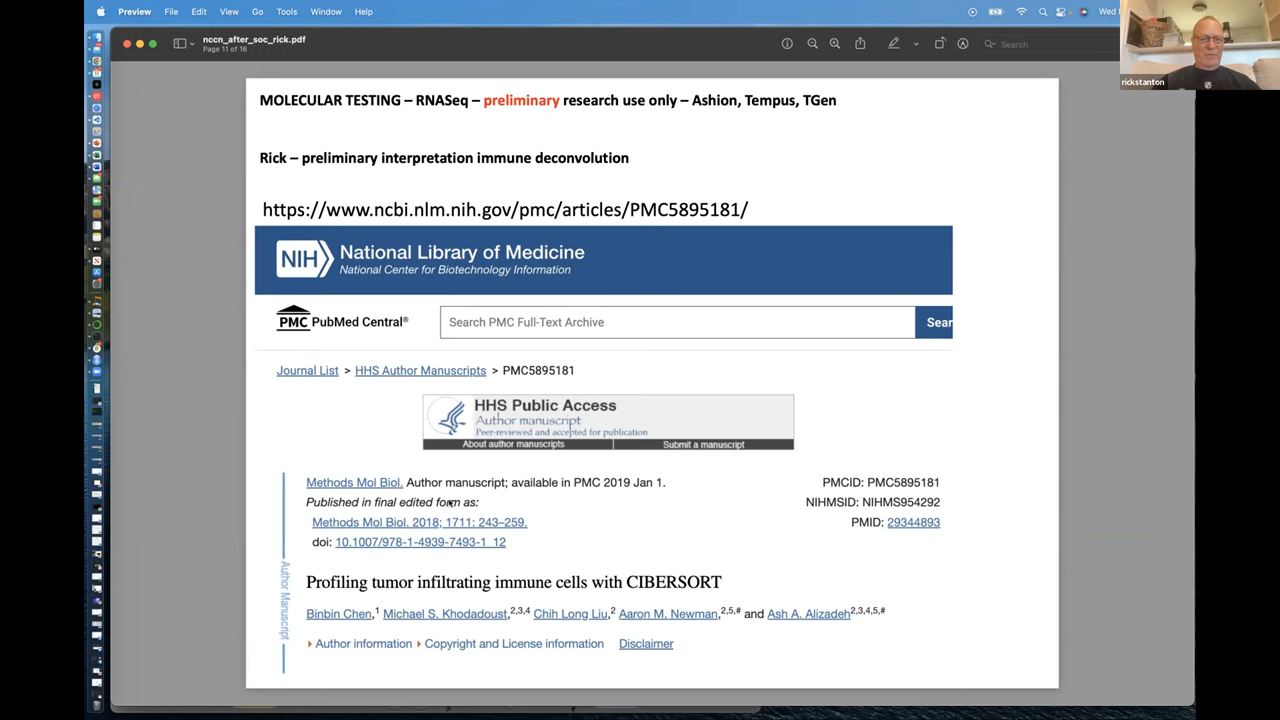 Preview File Edit View Go Tools Window Help
Wed M
nccn_after_soc_rick.pdf
Page 11 of 16
Search
rickstanton
MOLECULAR TESTING – RNASeq – preliminary research use only – Ashion, Tempus, TGen
Rick – preliminary interpretation immune deconvolution
https://www.ncbi.nlm.nih.gov/pmc/articles/PMC5895181/
NIH National Library of Medicine
National Center for Biotechnology Information
PMC PubMed Central® Search PMC Full-Text Archive Sear
Journal List > HHS Author Manuscripts > PMC5895181
HHS Public Access
Author manuscript
Peer-reviewed and accepted for publication
About author manuscripts Submit a manuscript
Methods Mol Biol. Author manuscript; available in PMC 2019 Jan 1. PMCID: PMC5895181
Published in final edited form as: NIHMSID: NIHMS954292
Methods Mol Biol. 2018; 1711: 243–259. PMID: 29344893
doi: 10.1007/978-1-4939-7493-1_12
Author Manuscript
Profiling tumor infiltrating immune cells with CIBERSORT
Binbin Chen,1 Michael S. Khodadoust,2,3,4 Chih Long Liu,2 Aaron M. Newman,2,5,# and Ash A. Alizadeh2,3,4,5,#
Author information Copyright and License information Disclaimer